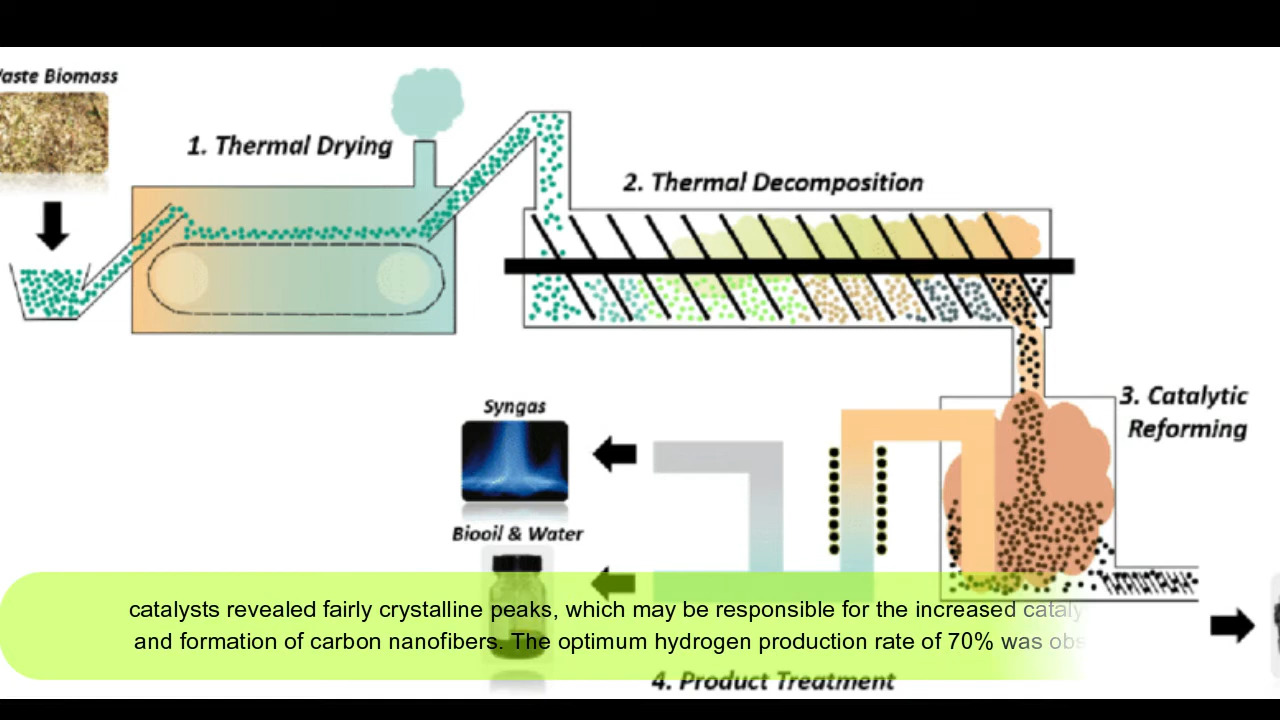 Waste Biomass
1. Thermal Drying
2. Thermal Decomposition
3. Catalytic
Reforming
Syngas
Biooil & Water
catalysts revealed fairly crystalline peaks, which may be responsible for the increased
and formation of carbon nanofibers. The optimum hydrogen production rate of 70% was
4. Product Treatment